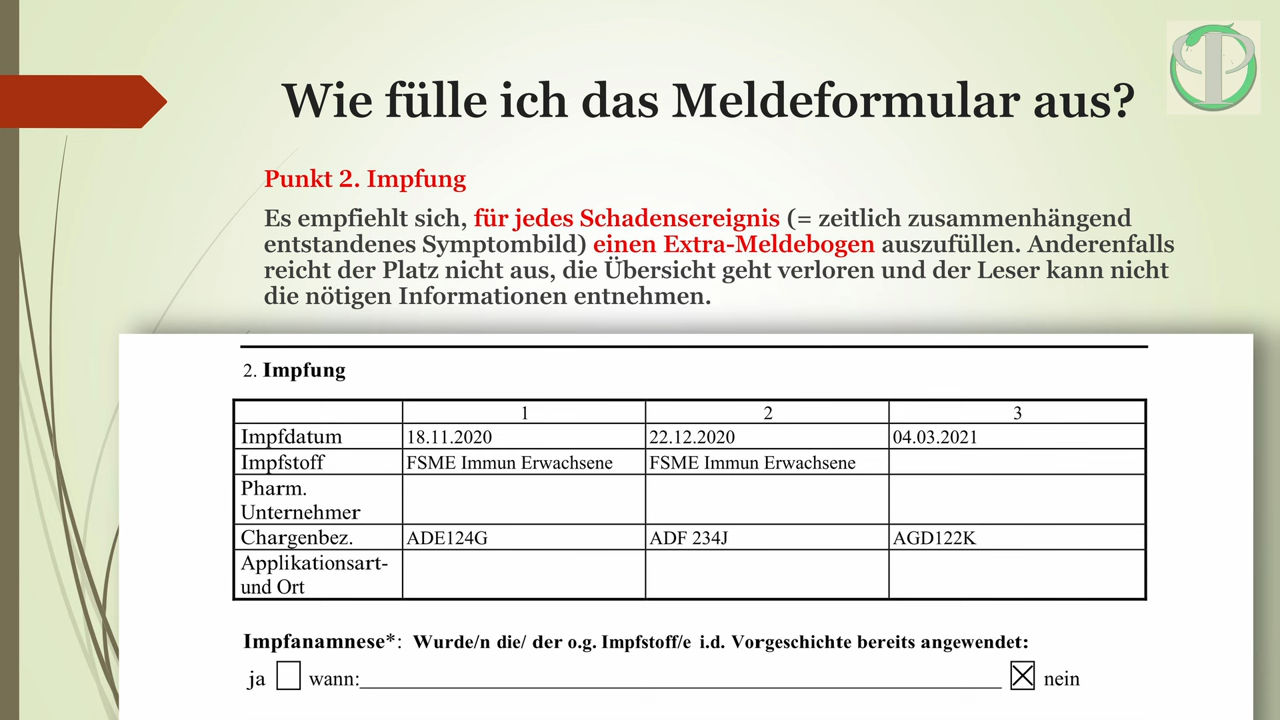 Wie fülle ich das Meldeformular aus?
Punkt 2. Impfung
Es empfiehlt sich, für jedes Schadensereignis (= zeitlich zusammenhängend
entstandenes Symptombild) einen Extra-Meldebogen auszufüllen. Anderenfalls
reicht der Platz nicht aus, die Übersicht geht verloren und der Leser kann nicht
die nötigen Informationen entnehmen.
2. Impfung
1 2 3
Impfdatum 18.11.2020 22.12.2020 04.03.2021
Impfstoff FSME Immun Erwachsene FSME Immun Erwachsene
Pharm.
Unternehmer
Chargenbez. ADE124G ADF 234J AGD122K
Applikationsart-
und Ort
Impfanamnese*: Wurde/n die/ der o.g. Impfstoff/e i.d. Vorgeschichte bereits angewendet:
ja wann: nein